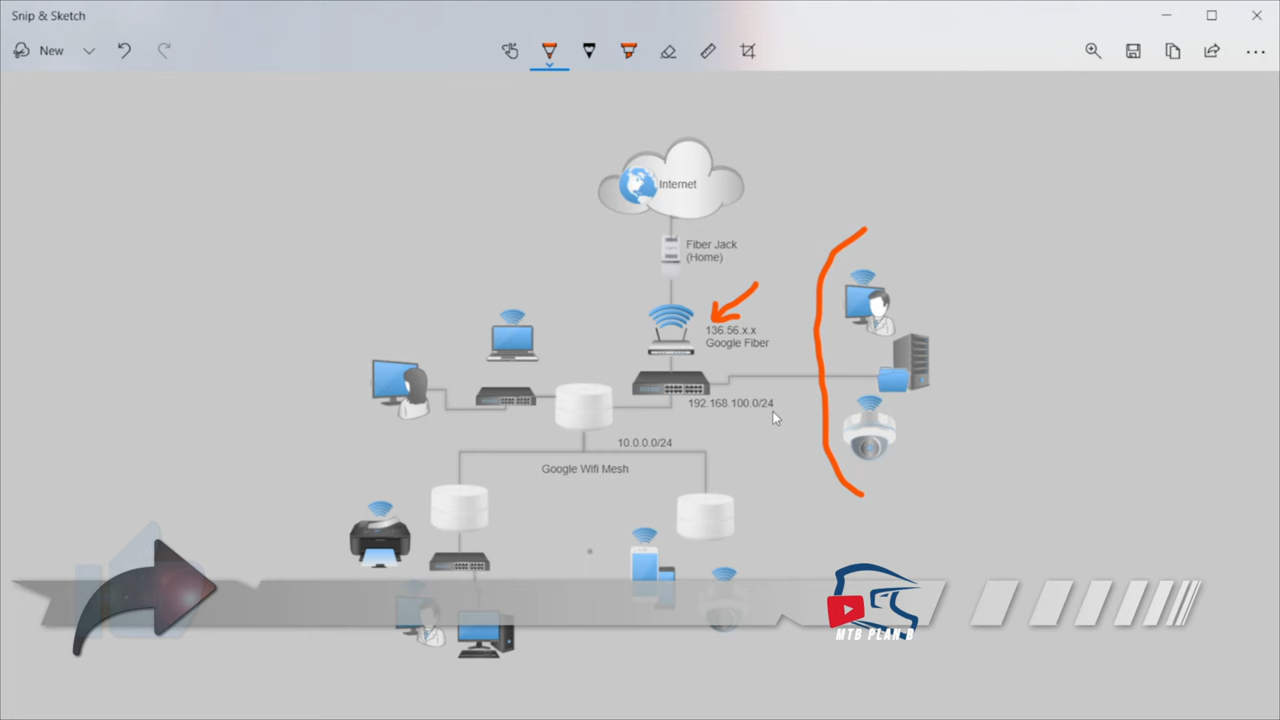 Snip & Sketch
New
Internet
Fiber Jack
(Home)
136.56.x.x
Google Fiber
192.168.100.0/24
10.0.0.0/24
Google Wifi Mesh
MTB PLAN B